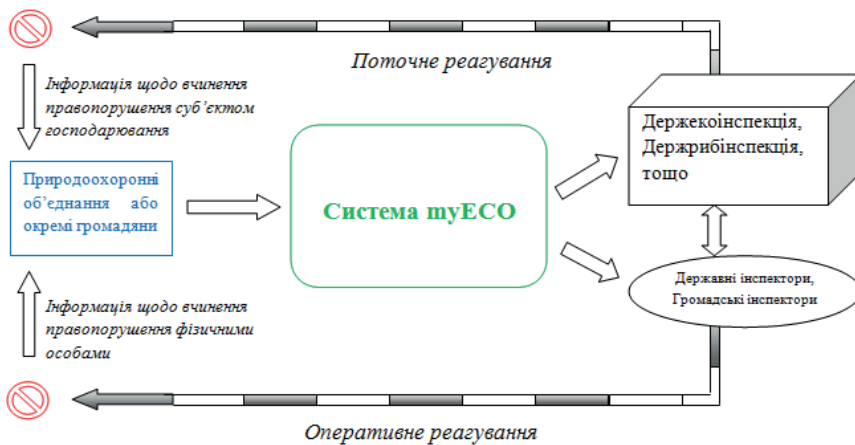 Поточне реагування
Інформація щодо вчинення
правопорушення суб’єктом
господарювання
Держекоінспекція,
Держрибінспекція,
тощо
Природоохоронні
об’єднання або
окремі громадяни
Система myECO
Державні інспектори,
Громадські інспектори
Інформація щодо вчинення
правопорушення фізичними
особами
Оперативне реагування